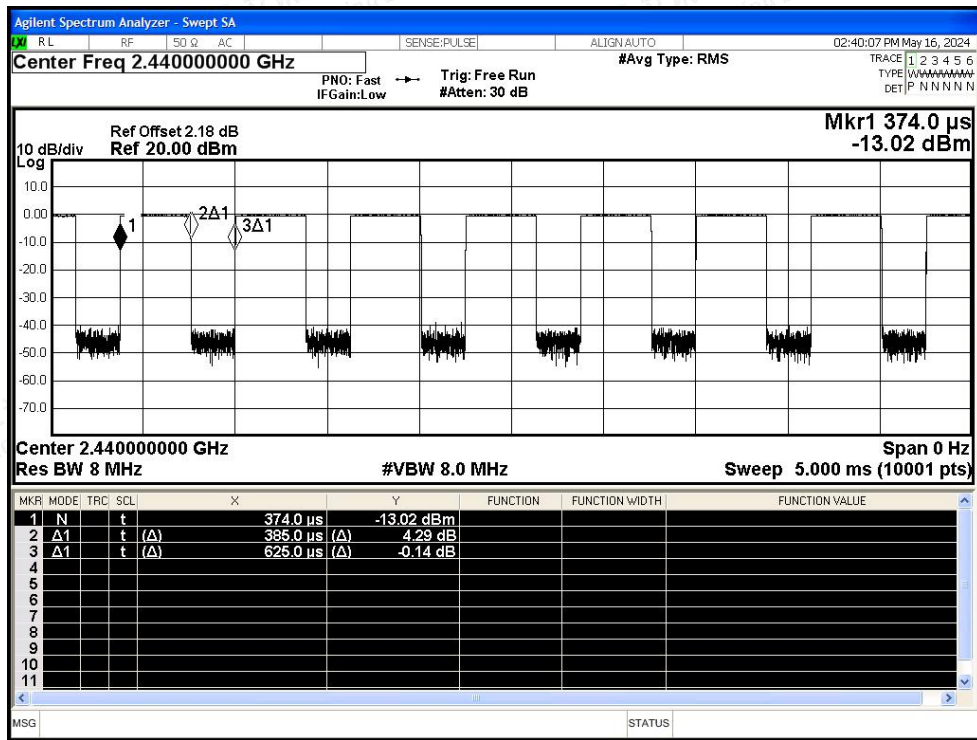 Agilent Spectrum Analyzer - Swept SA
LXI RL RF 50 Ω AC SENSE:PULSE ALIGN AUTO 02:40:07 PM May 16, 2024
Center Freq 2.440000000 GHz #Avg Type: RMS TRACE 1 2 3 4 5 6
PNO: Fast Trig: Free Run TYPE WWWWWWW
IFGain:Low #Atten: 30 dB DET P N N N N N
Mkr1 374.0 µs
Ref Offset 2.18 dB
10 dB/div Ref 20.00 dBm -13.02 dBm
Log
10.0
0.00
2Δ1
1 3Δ1
-10.0
-20.0
-30.0
-40.0
-50.0
-60.0
-70.0
Center 2.440000000 GHz Span 0 Hz
Res BW 8 MHz #VBW 8.0 MHz Sweep 5.000 ms (10001 pts)
MKR MODE TRC SCL X Y FUNCTION FUNCTION WIDTH FUNCTION VALUE
1 N t 374.0 µs -13.02 dBm
2 Δ1 t (Δ) 385.0 µs (Δ) 4.29 dB
3 Δ1 t (Δ) 625.0 µs (Δ) -0.14 dB
4
5
6
7
8
9
10
11
MSG STATUS